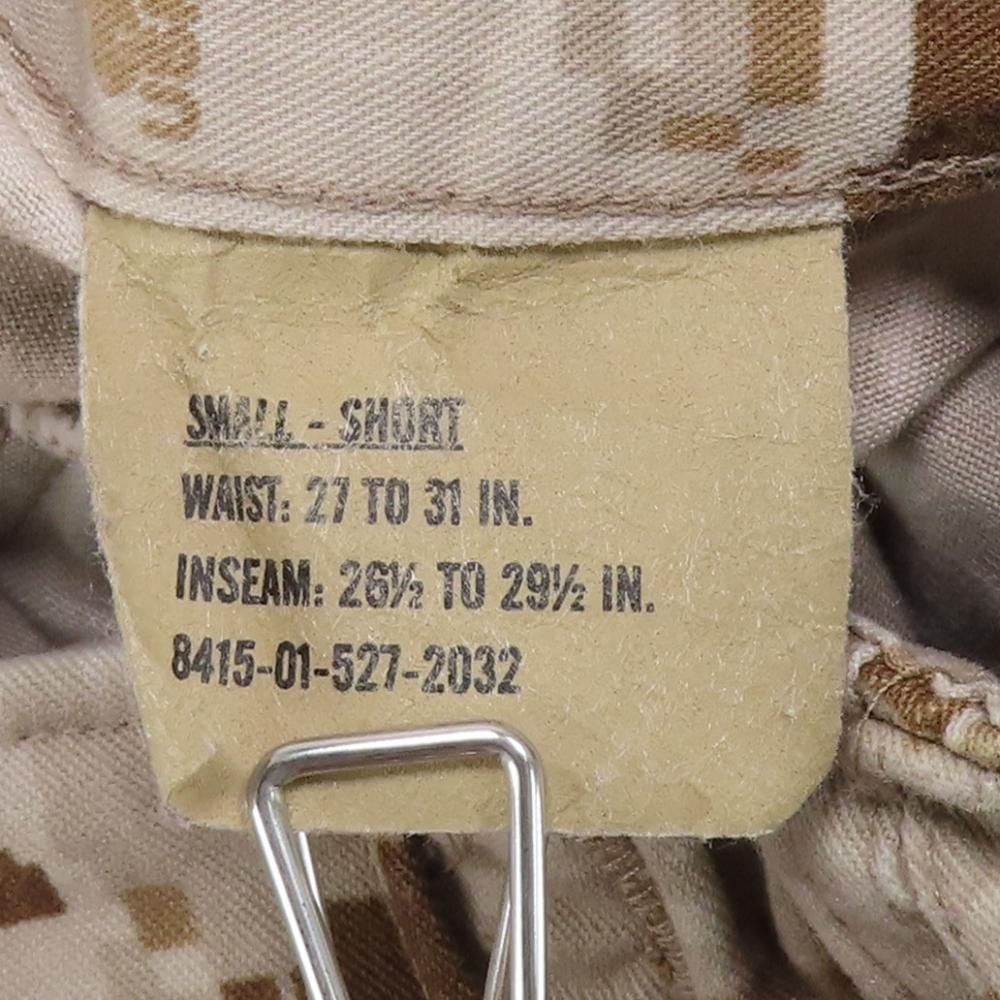 SMALL - SHORT
WAIST: 27 TO 31 IN.
INSEAM: 26½ TO 29½ IN.
8415-01-527-2032